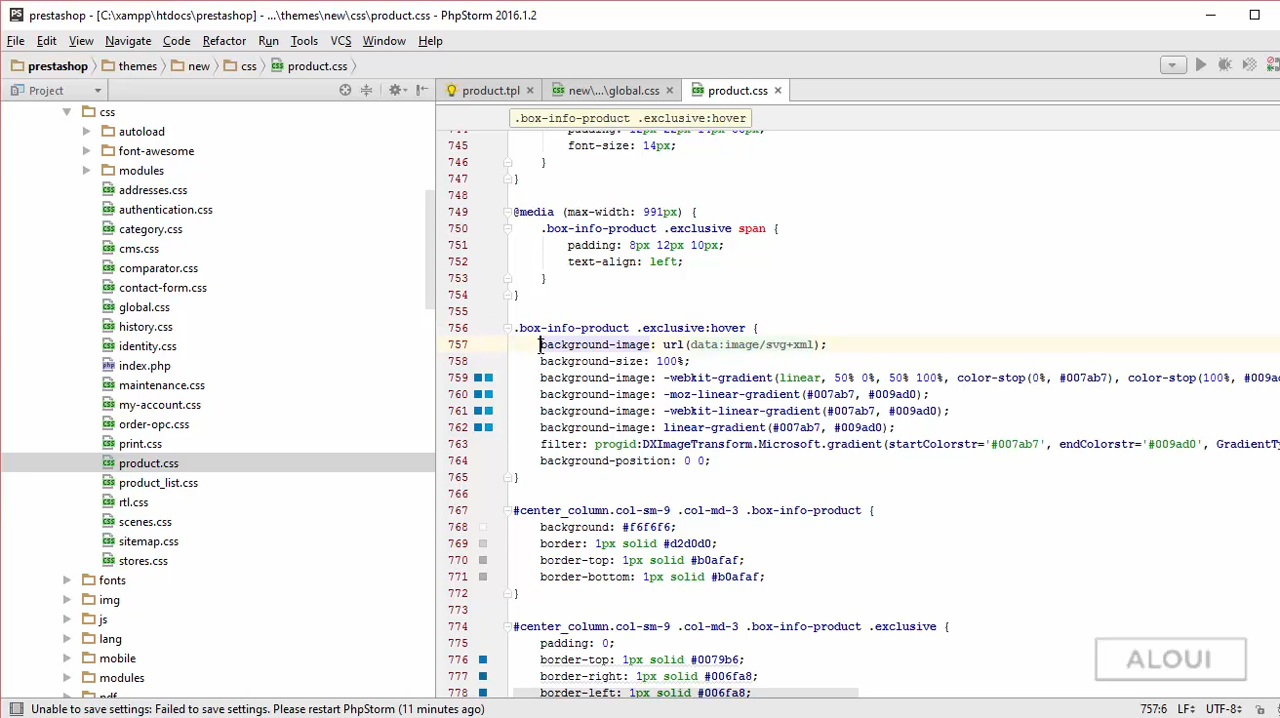 prestashop - [C:\xampp\htdocs\prestashop] - ...\themes\new\css\product.css - PhpStorm 2016.1.2
File Edit View Navigate Code Refactor Run Tools VCS Window Help
prestashop themes new css product.css
Project
product.tpl new\...\global.css product.css
.box-info-product .exclusive:hover
css
autoload
font-awesome
modules
addresses.css
authentication.css
category.css
cms.css
comparator.css
contact-form.css
global.css
history.css
identity.css
index.php
maintenance.css
my-account.css
order-opc.css
print.css
product.css
product_list.css
rtl.css
scenes.css
sitemap.css
stores.css
fonts
img
js
lang
mobile
modules
745 font-size: 14px;
746 }
747 }
748
749 @media (max-width: 991px) {
750 .box-info-product .exclusive span {
751 padding: 8px 12px 10px;
752 text-align: left;
753 }
754 }
755
756 .box-info-product .exclusive:hover {
757 background-image: url(data:image/svg+xml);
758 background-size: 100%;
759 background-image: -webkit-gradient(linear, 50% 0%, 50% 100%, color-stop(0%, #007ab7), color-stop(100%, #009a
760 background-image: -moz-linear-gradient(#007ab7, #009ad0);
761 background-image: -webkit-linear-gradient(#007ab7, #009ad0);
762 background-image: linear-gradient(#007ab7, #009ad0);
763 filter: progid:DXImageTransform.Microsoft.gradient(startColorstr='#007ab7', endColorstr='#009ad0', GradientTy
764 background-position: 0 0;
765 }
766
767 #center_column.col-sm-9 .col-md-3 .box-info-product {
768 background: #f6f6f6;
769 border: 1px solid #d2d0d0;
770 border-top: 1px solid #b0afaf;
771 border-bottom: 1px solid #b0afaf;
772 }
773
774 #center_column.col-sm-9 .col-md-3 .box-info-product .exclusive {
775 padding: 0;
776 border-top: 1px solid #0079b6;
777 border-right: 1px solid #006fa8;
778 border-left: 1px solid #006fa8;
ALOUI
Unable to save settings: Failed to save settings. Please restart PhpStorm (11 minutes ago) 757:6 LF UTF-8